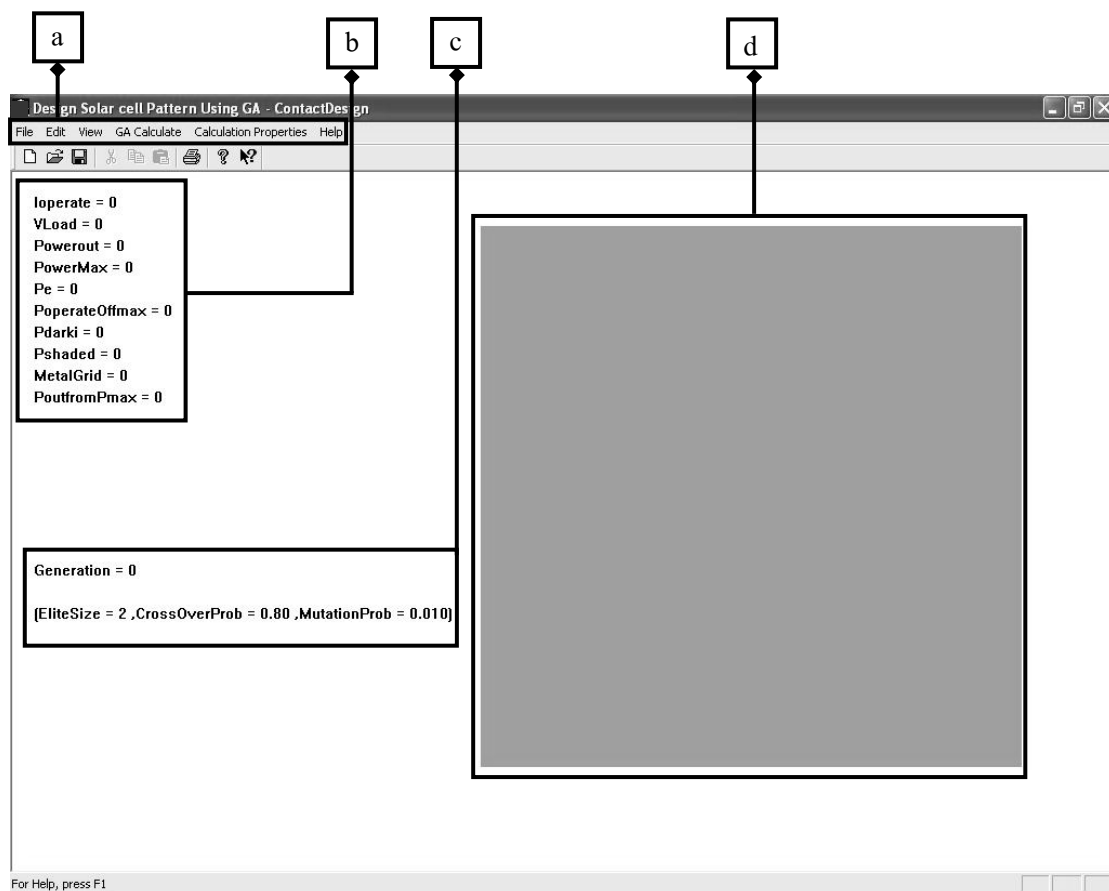 a b c d
Design Solar cell Pattern Using GA - ContactDesign
File Edit View GA Calculate Calculation Properties Help
Ioperate = 0
VLoad = 0
Powerout = 0
PowerMax = 0
Pe = 0
PoperateOffmax = 0
Pdarki = 0
Pshaded = 0
MetalGrid = 0
PoutfromPmax = 0
Generation = 0
(EliteSize = 2 ,CrossOverProb = 0.80 ,MutationProb = 0.010)
For Help, press F1